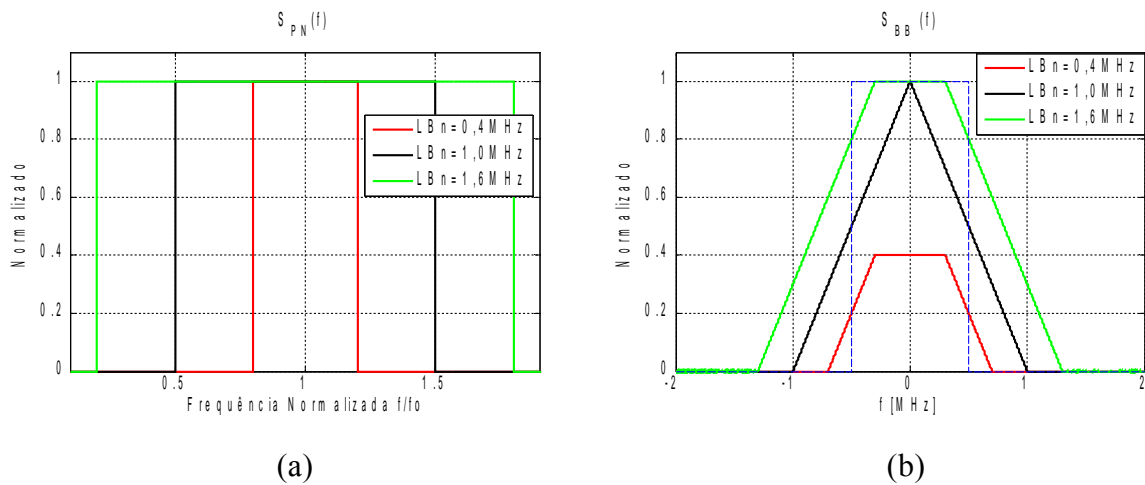 S PN (f)
1
0.8
0.6
0.4
0.2
0
Normalizado
LBn=0,4MHz
LBn=1,0MHz
LBn=1,6MHz
0.5
1
1.5
Frequência Normalizada f/fo
(a)
S BB (f)
1
0.8
0.6
0.4
0.2
0
Normalizado
LBn=0,4MHz
LBn=1,0MHz
LBn=1,6MHz
-2
-1
0
1
2
f [MHz]
(b)